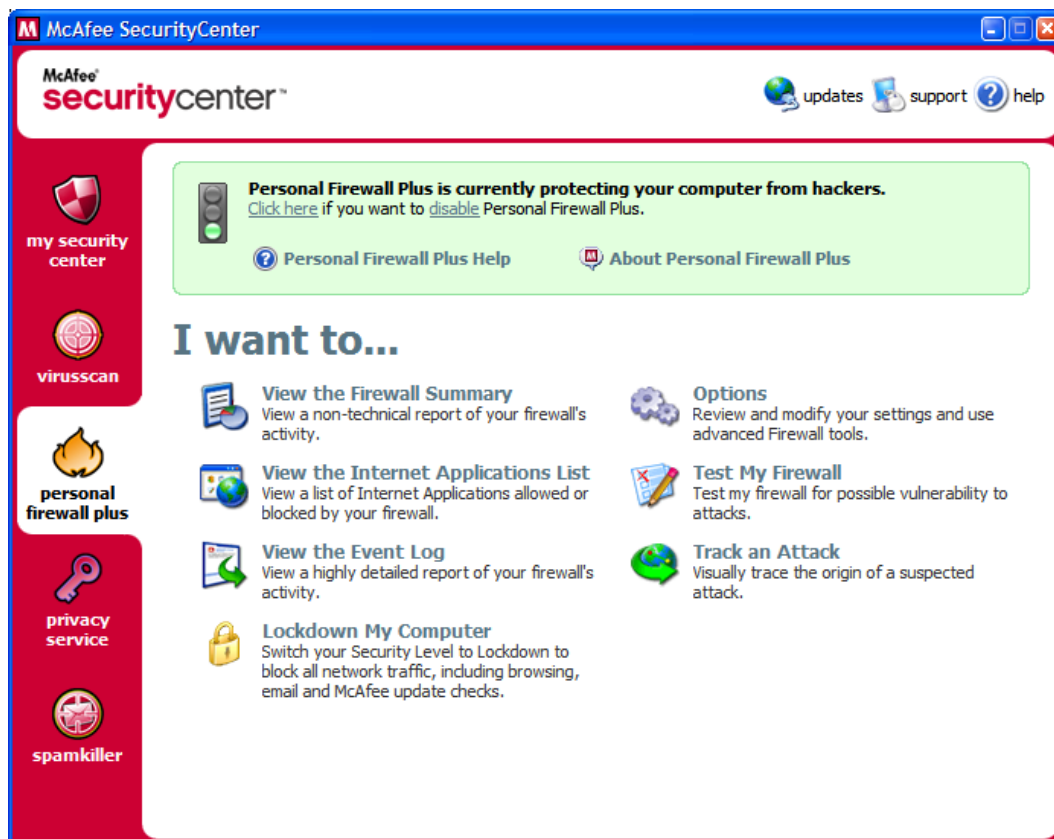 McAfee SecurityCenter
McAfee®
securitycenter™
updates
support
help
my security
center
virusscan
personal
firewall plus
privacy
service
spamkiller
Personal Firewall Plus is currently protecting your computer from hackers.
Click here if you want to disable Personal Firewall Plus.
Personal Firewall Plus Help
About Personal Firewall Plus
I want to...
View the Firewall Summary
View a non-technical report of your firewall's
activity.
View the Internet Applications List
View a list of Internet Applications allowed or
blocked by your firewall.
View the Event Log
View a highly detailed report of your firewall's
activity.
Lockdown My Computer
Switch your Security Level to Lockdown to
block all network traffic, including browsing,
email and McAfee update checks.
Options
Review and modify your settings and use
advanced Firewall tools.
Test My Firewall
Test my firewall for possible vulnerability to
attacks.
Track an Attack
Visually trace the origin of a suspected
attack.